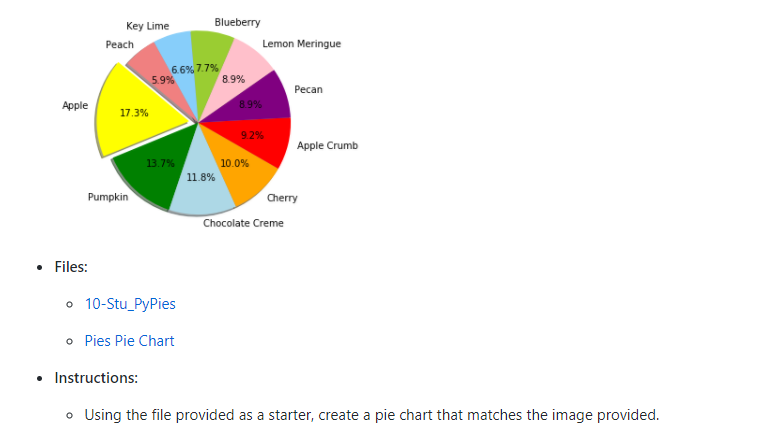 Key Lime
Blueberry
Peach
Lemon Meringue
6.6%
7.7%
5.9%
8.9%
Pecan
Apple
17.3%
8.9%
9.2%
Apple Crumb
13.7%
10.0%
11.8%
Pumpkin
Cherry
Chocolate Creme
Files:
10-Stu_PyPies
Pies Pie Chart
Instructions:
Using the file provided as a starter, create a pie chart that matches the image provided.